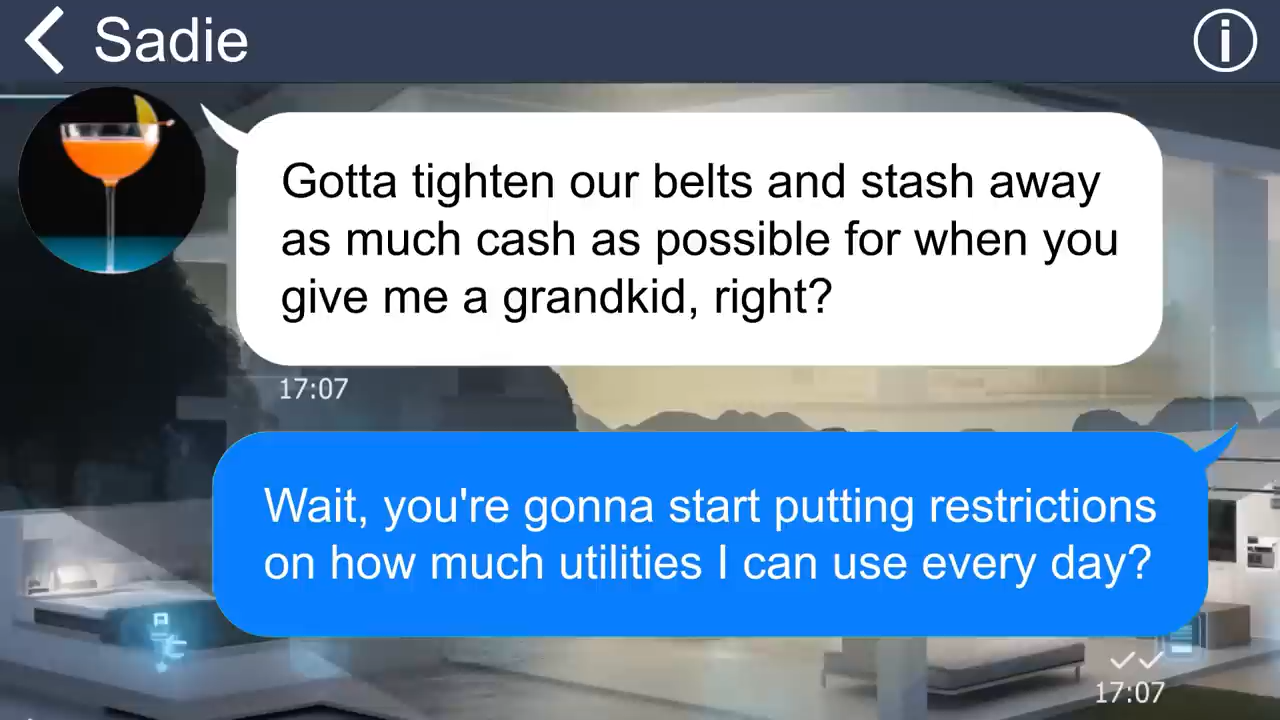 Sadie
Gotta tighten our belts and stash away
as much cash as possible for when you
give me a grandkid, right?
17:07
Wait, you're gonna start putting restrictions
on how much utilities I can use every day?
17:07